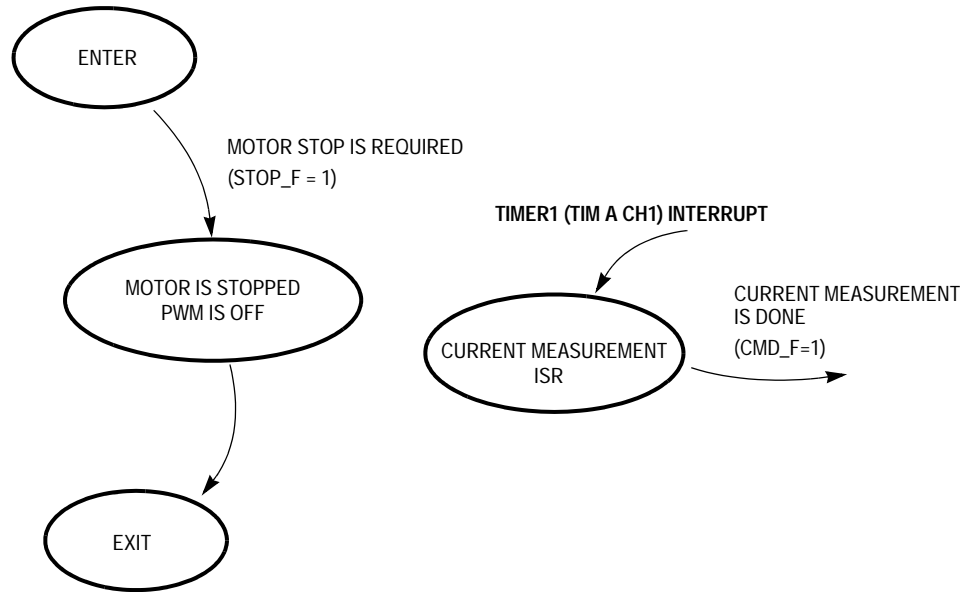 ENTER
MOTOR STOP IS REQUIRED
(STOP_F = 1)
MOTOR IS STOPPED
PWM IS OFF
EXIT
TIMER1 (TIM A CH1) INTERRUPT
CURRENT MEASUREMENT
ISR
CURRENT MEASUREMENT
IS DONE
(CMD_F=1)